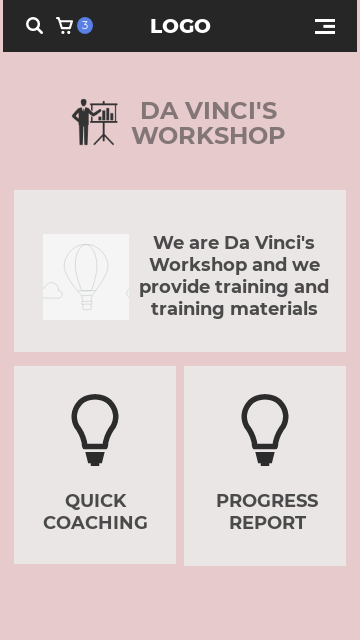 3
LOGO
DA VINCI'S
WORKSHOP
We are Da Vinci's
Workshop and we
provide training and
training materials
QUICK
COACHING
PROGRESS
REPORT